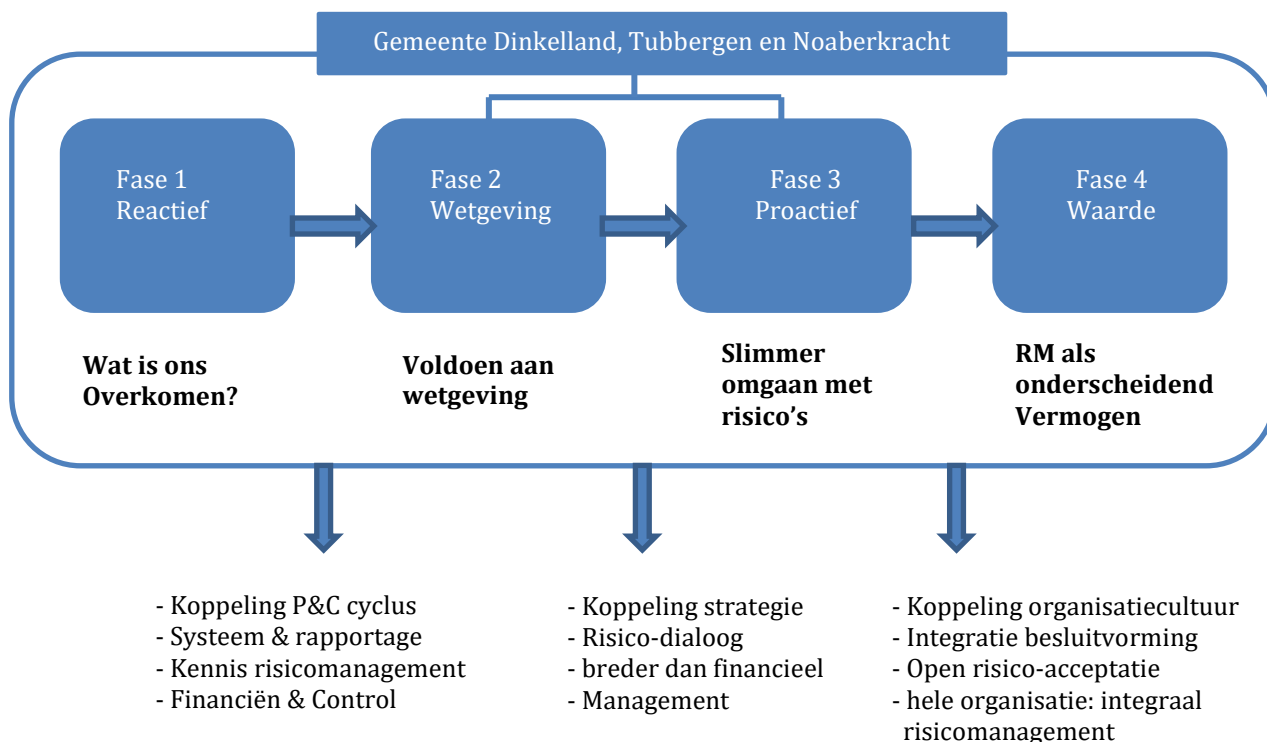 Gemeente Dinkelland, Tubbergen en Noaberkracht
Fase 1
Reactief
Fase 2
Wetgeving
Fase 3
Proactief
Fase 4
Waarde
Wat is ons
Overkomen?
Voldoen aan
wetgeving
Slimmer
omgaan met
risico’s
RM als
onderscheidend
Vermogen
- Koppeling P&C cyclus
- Systeem & rapportage
- Kennis risicomanagement
- Financiën & Control
- Koppeling strategie
- Risico-dialoog
- breder dan financieel
- Management
- Koppeling organisatiecultuur
- Integratie besluitvorming
- Open risico-acceptatie
- hele organisatie: integraal
risicomanagement